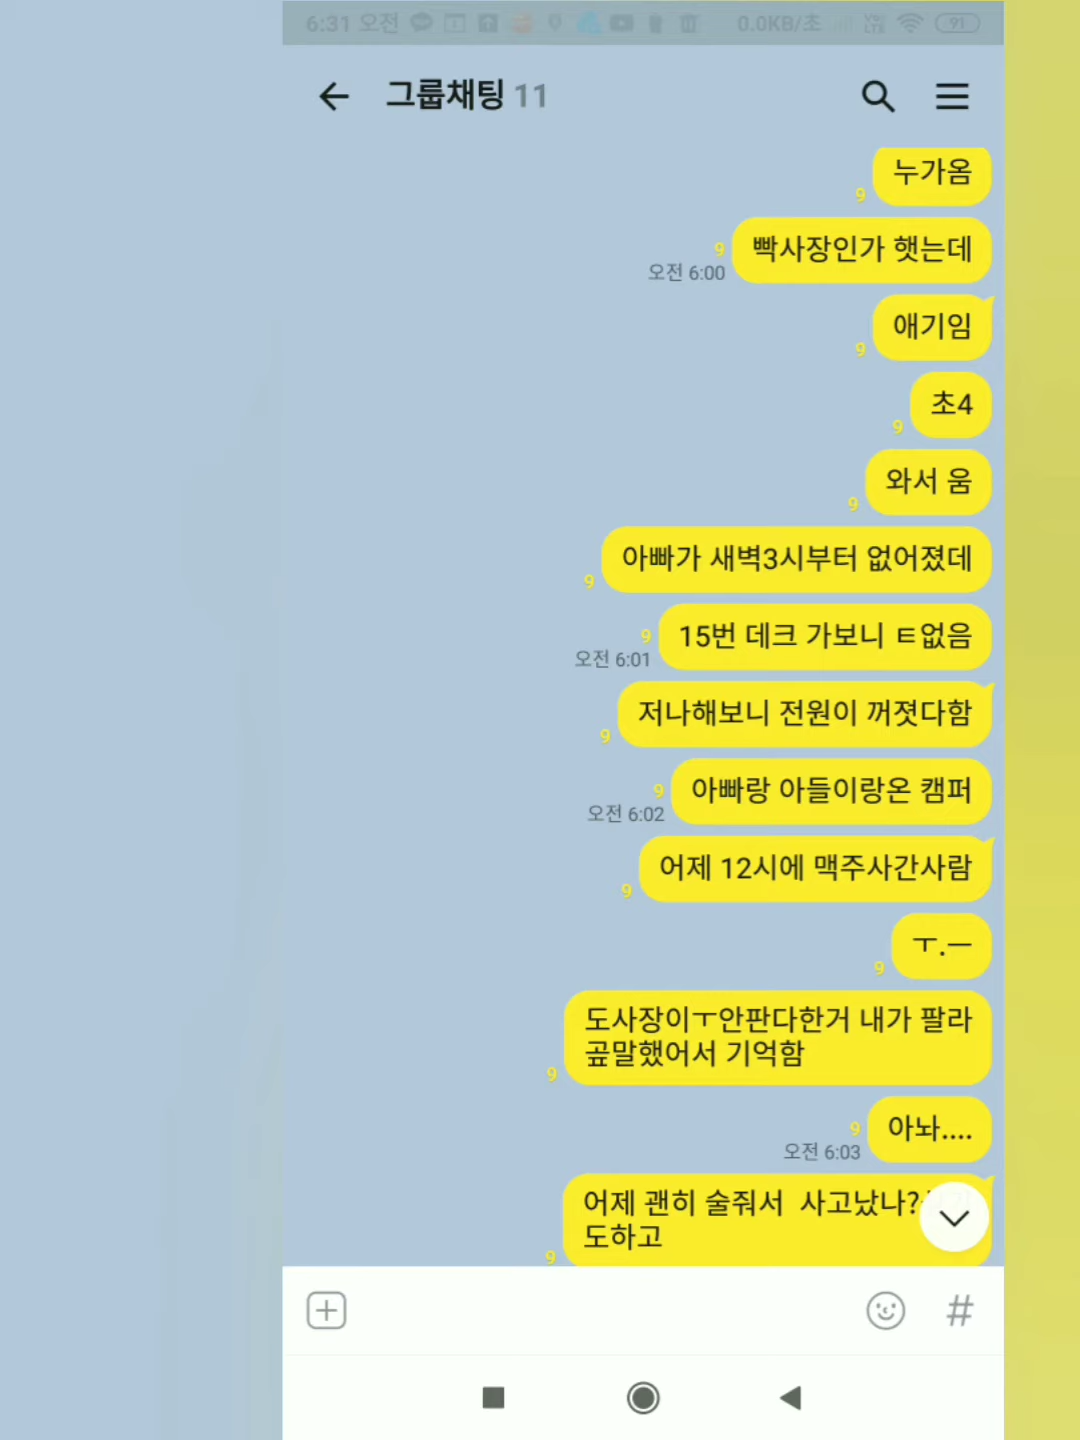 6:31 오전
0.0KB/초
91
그룹채팅 11
누가옴
9
빡사장인가 햇는데
9
오전 6:00
애기임
9
초4
9
와서 움
9
아빠가 새벽3시부터 없어졌데
9
15번 데크 가보니 ㅌ없음
9
오전 6:01
저나해보니 전원이 꺼졋다함
9
아빠랑 아들이랑온 캠퍼
9
오전 6:02
어제 12시에 맥주사간사람
9
ㅜ.ㅡ
9
도사장이ㅜ안판다한거 내가 팔라
곺말했어서 기억함
9
아놔....
9
오전 6:03
어제 괜히 술줘서 사고났나?
도하고
9
#